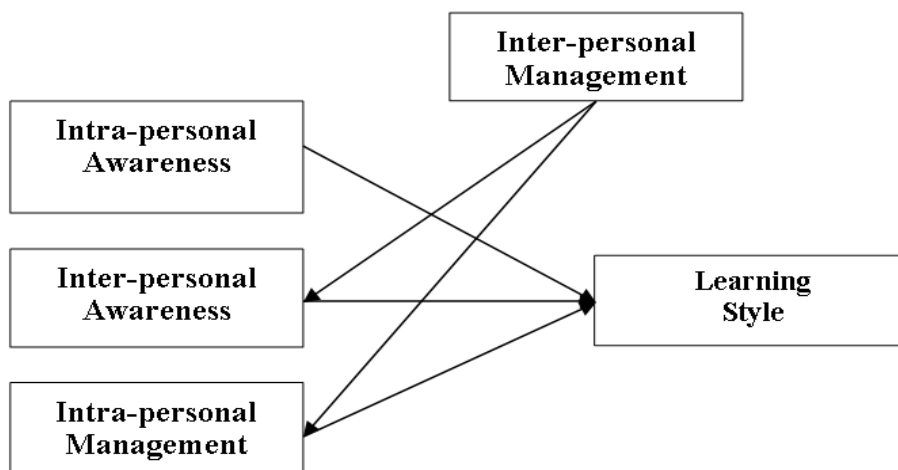 Inter-personal
Management
Intra-personal
Awareness
Inter-personal
Awareness
Learning
Style
Intra-personal
Management